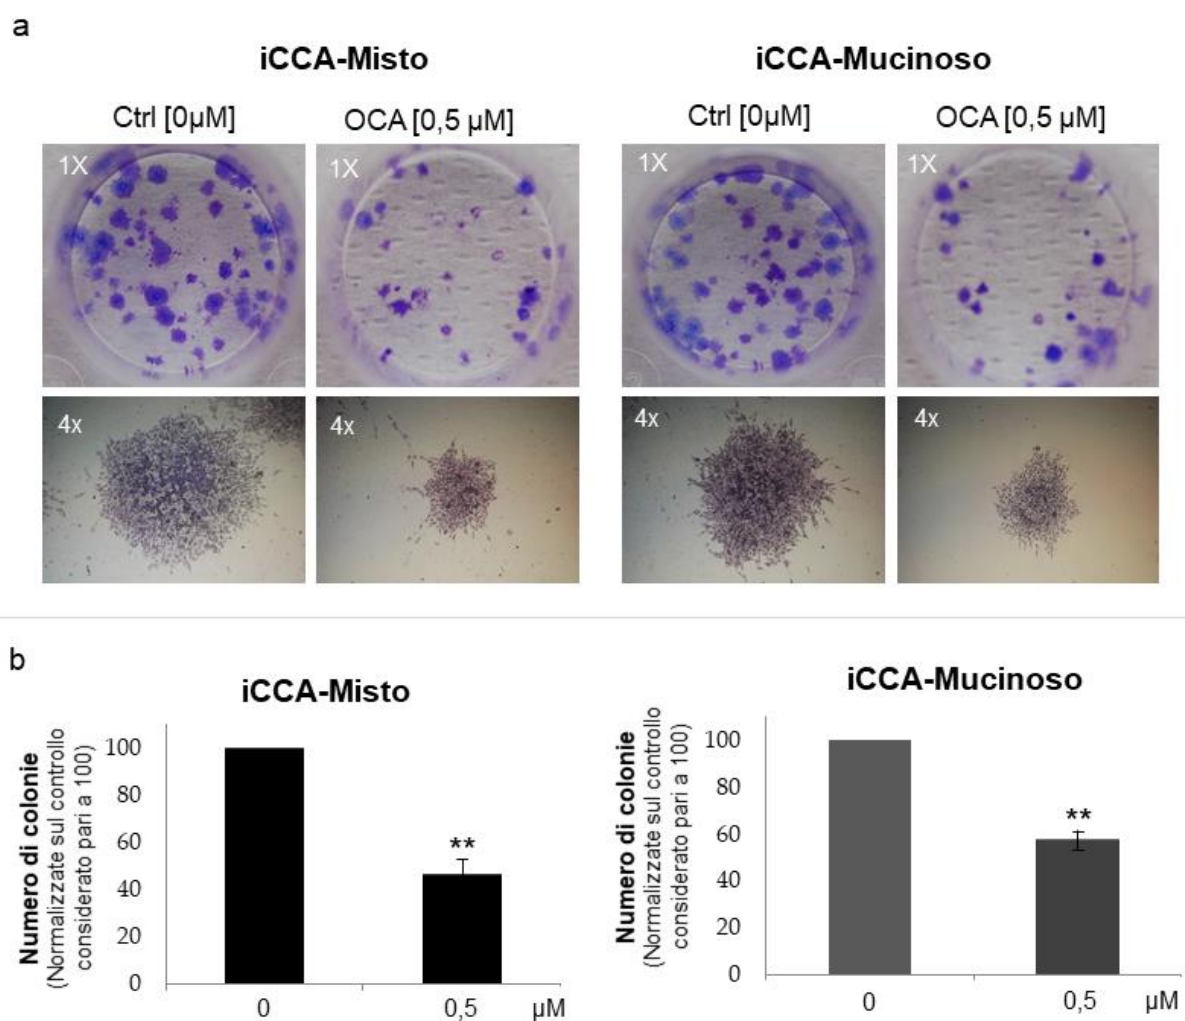 a
iCCA-Misto
iCCA-Mucinoso
Ctrl [0µM]
OCA [0,5 µM]
Ctrl [0µM]
OCA [0,5 µM]
1X
1X
1X
1X
4x
4x
4x
4x
b
iCCA-Misto
Numero di colonie
(Normalizzate sul controllo
considerato pari a 100)
100
80
60
40
20
0
**
0
0,5
µM
iCCA-Mucinoso
Numero di colonie
(Normalizzate sul controllo
considerato pari a 100)
100
80
60
40
20
0
**
0
0,5
µM